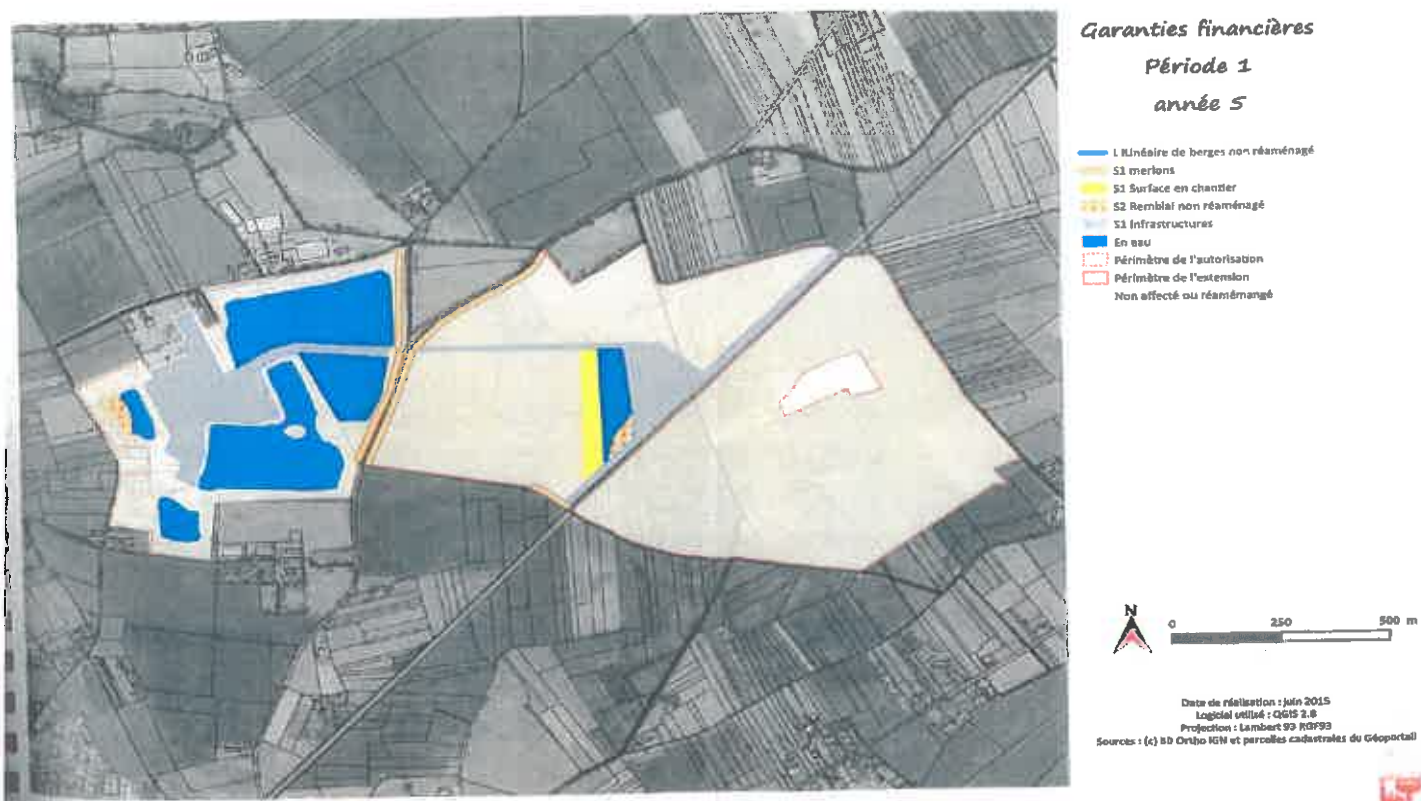 Garanties financières
Période 1
année 5
L linéaire de berges non réaménagé
S1 merlons
S1 Surface en chantier
S2 Remblai non réaménagé
S1 Infrastructures
En eau
Périmètre de l'autorisation
Périmètre de l'extension
Non affecté ou réamémangé
N
0 250 500 m
Date de réalisation : juin 2015
Logiciel utilisé : QGIS 2.8
Projection : Lambert 93 RGF93
Sources : (c) BD Ortho IGN et parcelles cadastrales du Géoportail